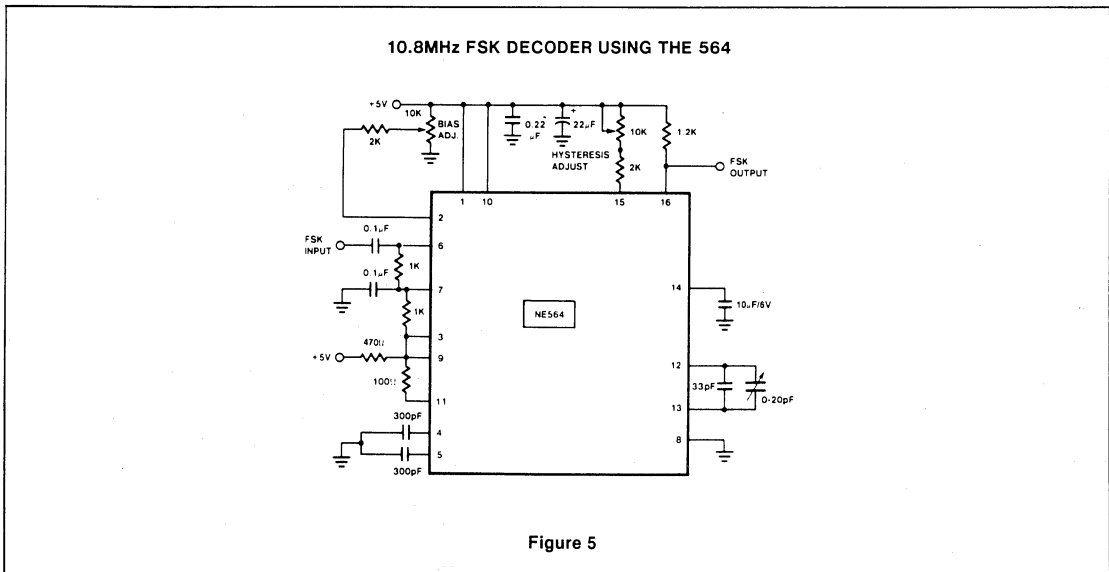 10.8MHz FSK DECODER USING THE 564
+5V
10K
BIAS
ADJ.
2K
0.22
µF
+
22µF
10K
HYSTERESIS
ADJUST
2K
1.2K
FSK
OUTPUT
1
10
15
16
2
FSK
INPUT
0.1µF
6
1K
0.1µF
7
1K
3
+5V
470Ω
9
100Ω
11
300pF
4
5
300pF
NE564
14
10µF/6V
12
33pF
0-20pF
13
8
Figure 5